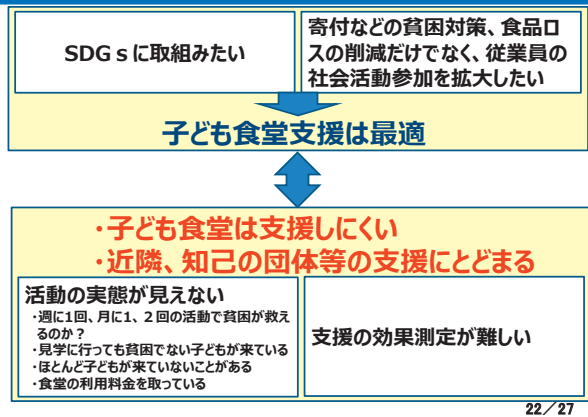 SDGｓに取組みたい
寄付などの貧困対策、食品ロ
スの削減だけでなく、従業員の
社会活動参加を拡大したい
子ども食堂支援は最適
・子ども食堂は支援しにくい
・近隣、知己の団体等の支援にとどまる
活動の実態が見えない
・週に1回、月に1、２回の活動で貧困が救え
るのか？
・見学に行っても貧困でない子どもが来ている
・ほとんど子どもが来ていないことがある
・食堂の利用料金を取っている
支援の効果測定が難しい
22／27